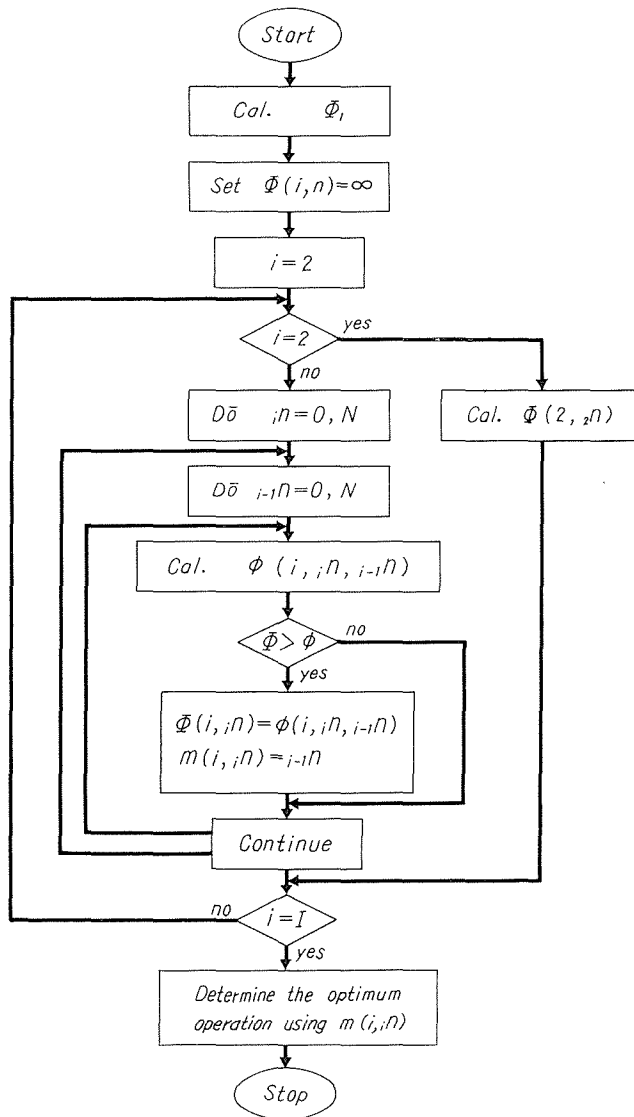 Start
Cal. Φ₁
Set Φ(i,n)=∞
i=2
i=2
yes
no
Dō ᵢn=0, N
Cal. Φ(2, ₂n)
Dō ᵢ₋₁n=0, N
Cal. ϕ (i, ᵢn, ᵢ₋₁n)
Φ>ϕ
no
yes
Φ(i, ᵢn)=ϕ(i, ᵢn, ᵢ₋₁n)
m(i, ᵢn)=ᵢ₋₁n
Continue
no
i=I
yes
Determine the optimum
operation using m(i,ᵢn)
Stop